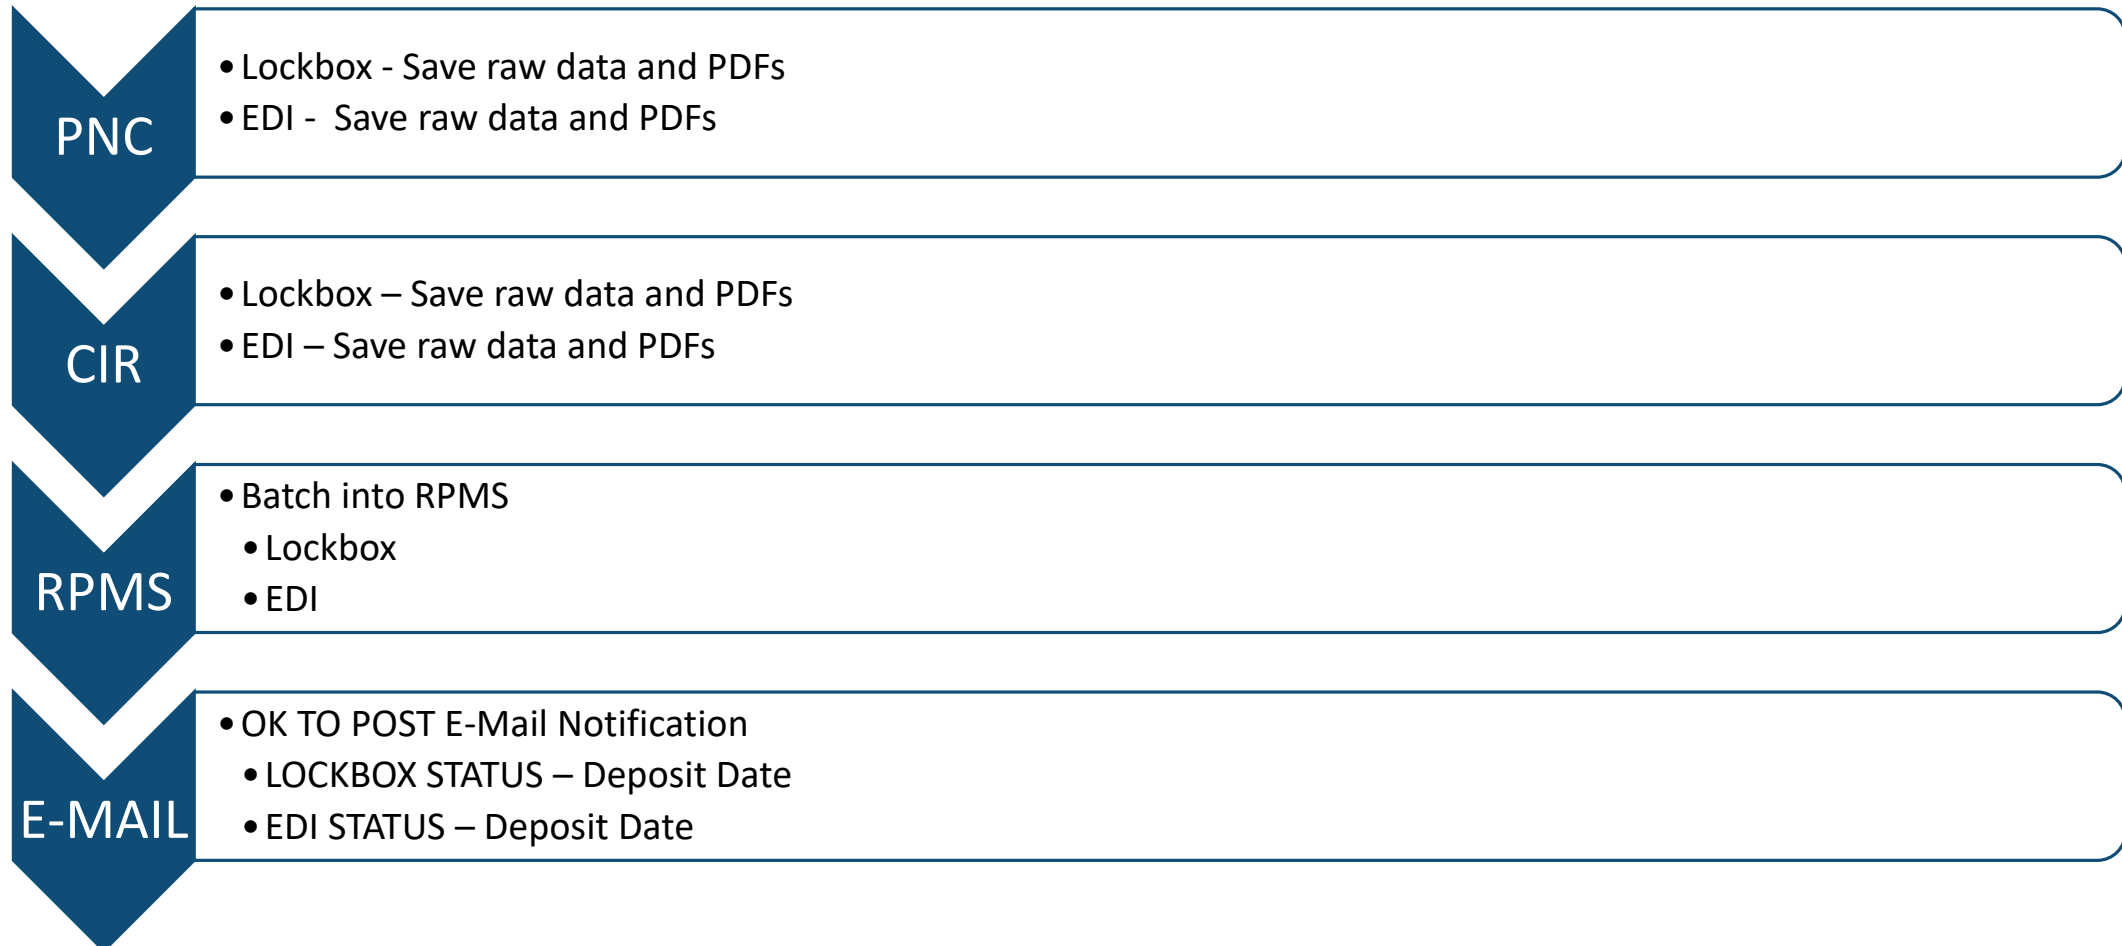 PNC
• Lockbox - Save raw data and PDFs
• EDI -  Save raw data and PDFs
CIR
• Lockbox – Save raw data and PDFs
• EDI – Save raw data and PDFs
RPMS
• Batch into RPMS
• Lockbox
• EDI
E-MAIL
• OK TO POST E-Mail Notification
• LOCKBOX STATUS – Deposit Date
• EDI STATUS – Deposit Date